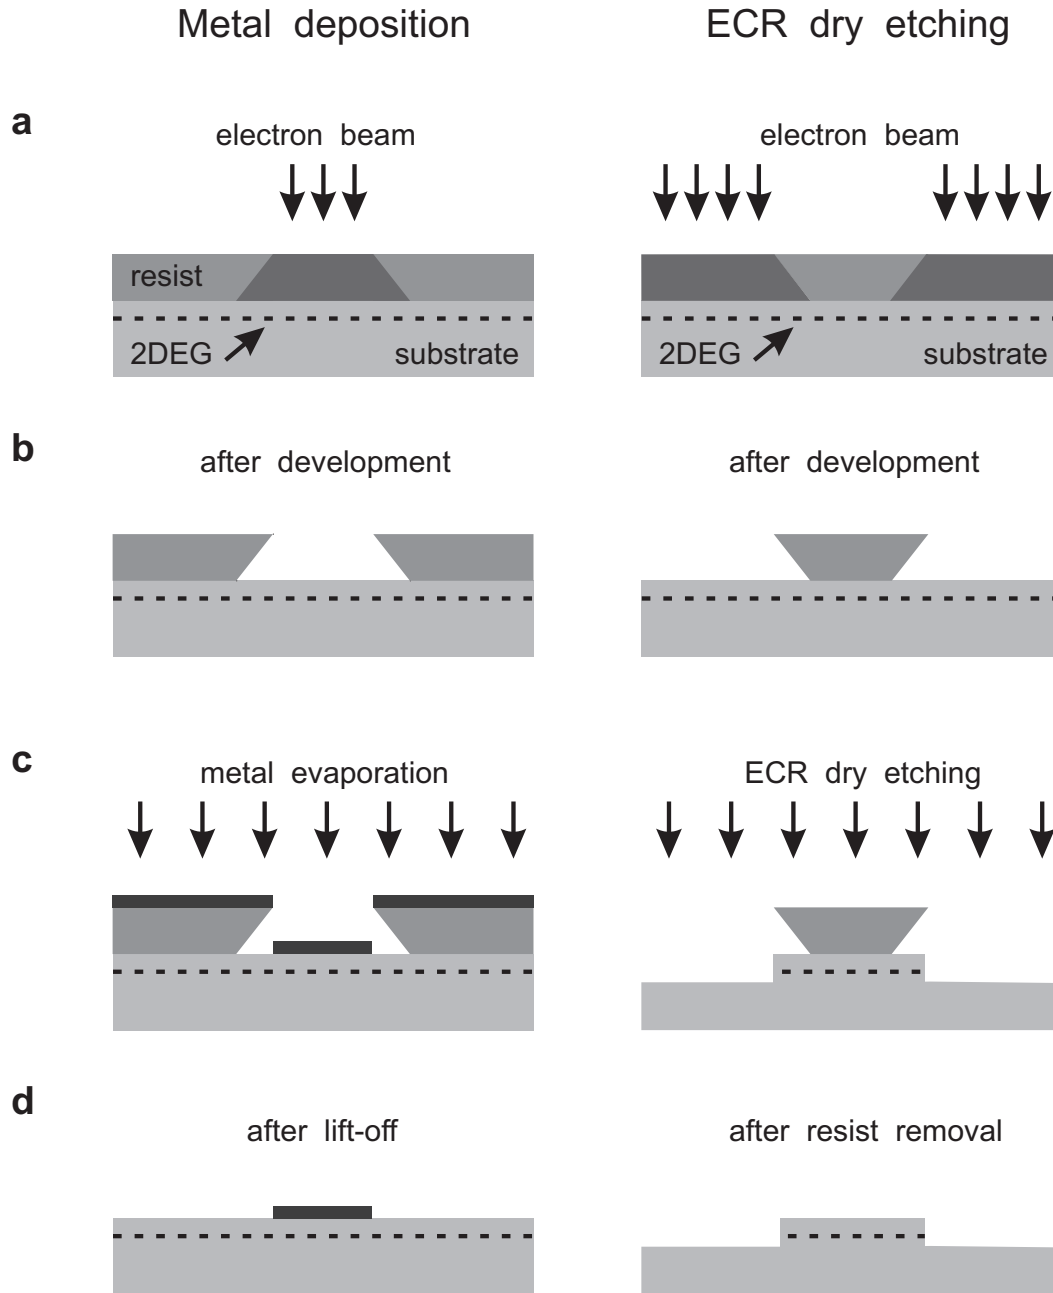 Metal deposition
ECR dry etching
a
electron beam
electron beam
resist
2DEG
substrate
2DEG
substrate
b
after development
after development
c
metal evaporation
ECR dry etching
d
after lift-off
after resist removal